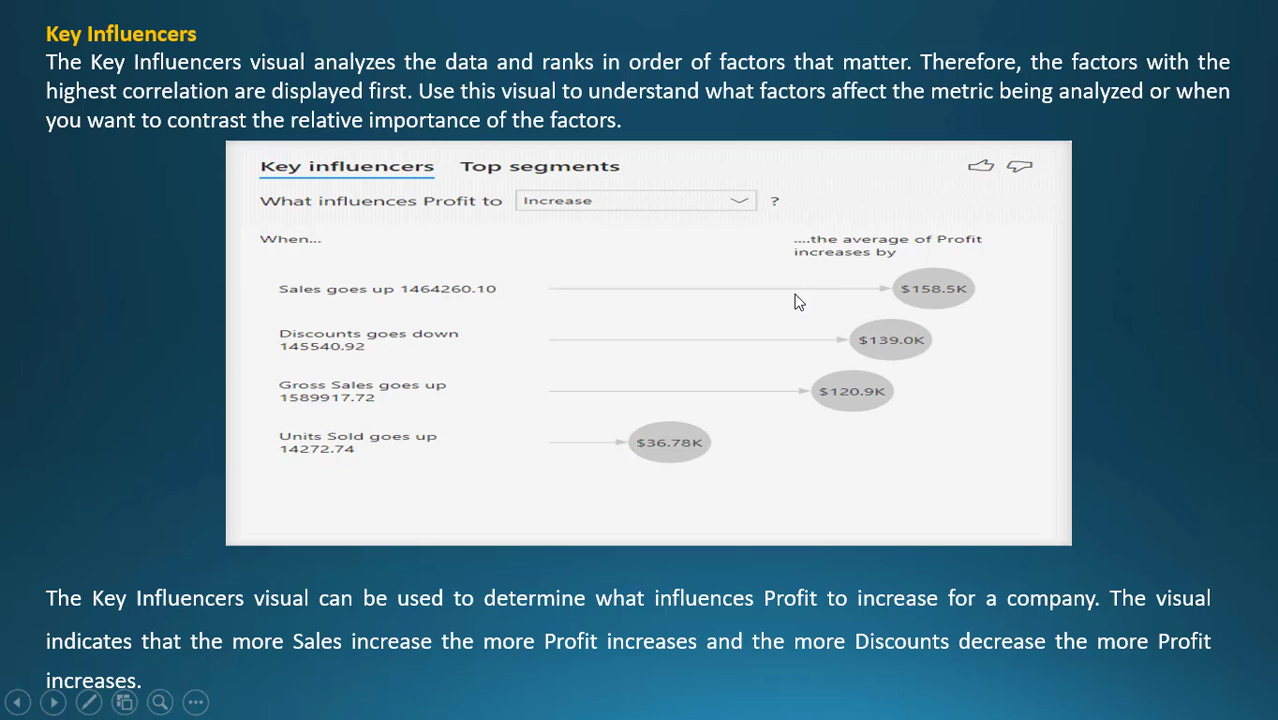 Key Influencers
The Key Influencers visual analyzes the data and ranks in order of factors that matter. Therefore, the factors with the
highest correlation are displayed first. Use this visual to understand what factors affect the metric being analyzed or when
you want to contrast the relative importance of the factors.
Key influencers Top segments
What influences Profit to Increase ?
When... ....the average of Profit
increases by
Sales goes up 1464260.10 $158.5K
Discounts goes down
145540.92
$139.0K
Gross Sales goes up
1589917.72
$120.9K
Units Sold goes up
14272.74
$36.78K
The Key Influencers visual can be used to determine what influences Profit to increase for a company. The visual
indicates that the more Sales increase the more Profit increases and the more Discounts decrease the more Profit
increases.